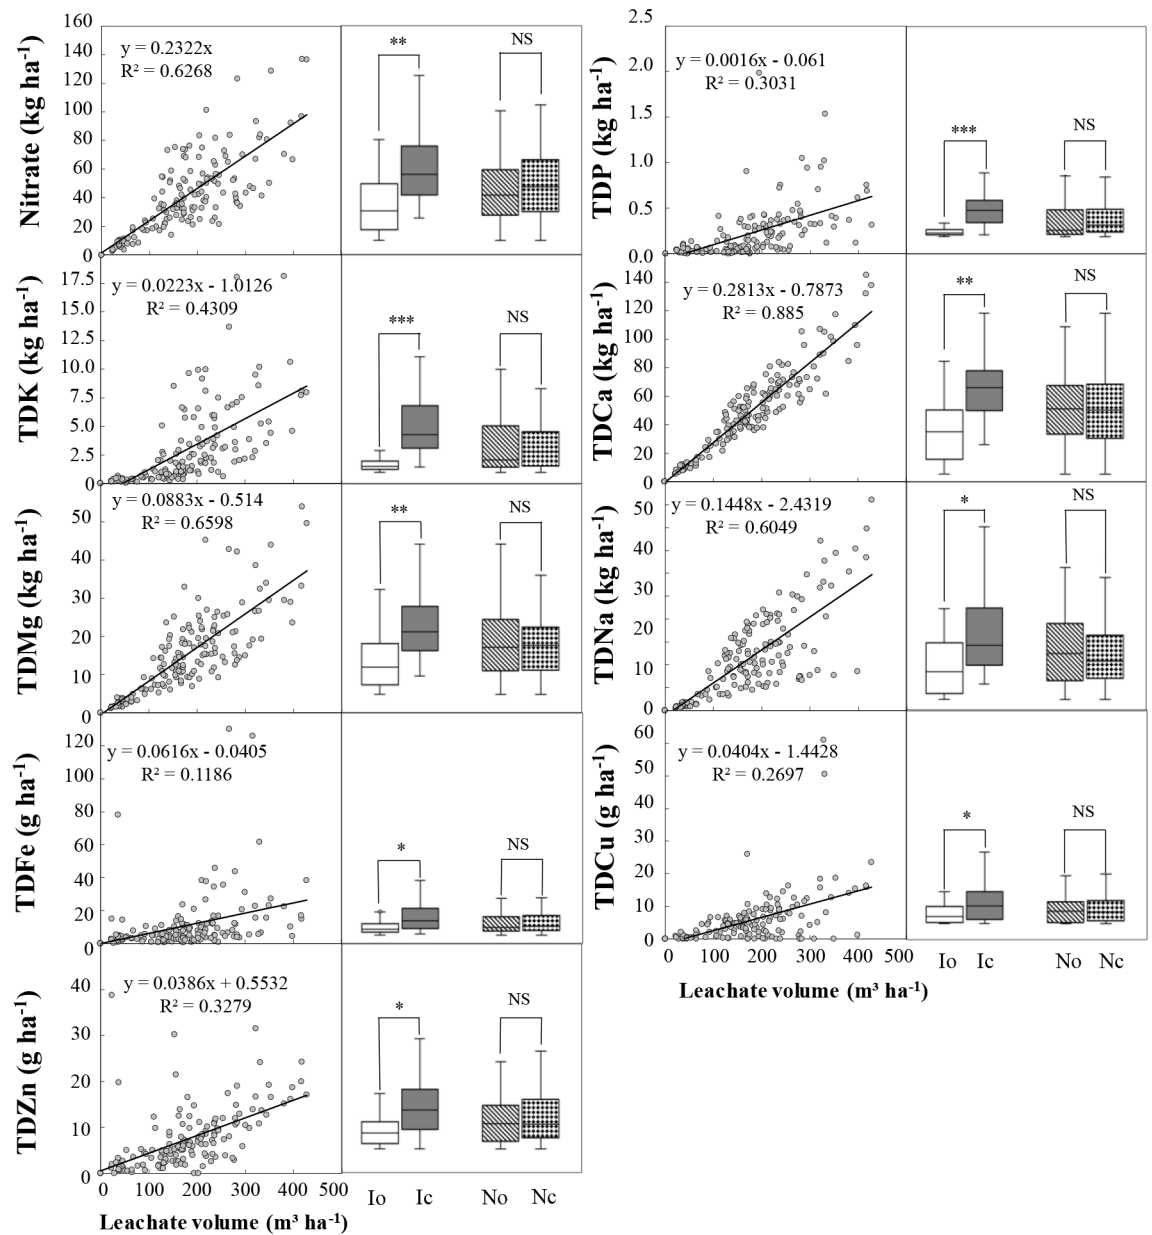 Nitrate (kg ha⁻¹)
160
140
120
100
80
60
40
20
0
y = 0.2322x
R² = 0.6268
**
NS
TDP (kg ha⁻¹)
2.5
2.0
1.5
1.0
0.5
0.0
y = 0.0016x - 0.061
R² = 0.3031
***
NS
TDK (kg ha⁻¹)
17.5
15.0
12.5
10.0
7.5
5.0
2.5
0
y = 0.0223x - 1.0126
R² = 0.4309
***
NS
TDCa (kg ha⁻¹)
140
120
100
80
60
40
20
0
y = 0.2813x - 0.7873
R² = 0.885
**
NS
TDMg (kg ha⁻¹)
50
40
30
20
10
0
y = 0.0883x - 0.514
R² = 0.6598
**
NS
TDNa (kg ha⁻¹)
50
40
30
20
10
0
y = 0.1448x - 2.4319
R² = 0.6049
*
NS
TDFe (g ha⁻¹)
120
100
80
60
40
20
0
y = 0.0616x - 0.0405
R² = 0.1186
*
NS
TDCu (g ha⁻¹)
60
50
40
30
20
10
0
y = 0.0404x - 1.4428
R² = 0.2697
*
NS
0 100 200 300 400 500
Io Ic No Nc
Leachate volume (m³ ha⁻¹)
TDZn (g ha⁻¹)
40
30
20
10
0
y = 0.0386x + 0.5532
R² = 0.3279
*
NS
0 100 200 300 400 500
Io Ic No Nc
Leachate volume (m³ ha⁻¹)